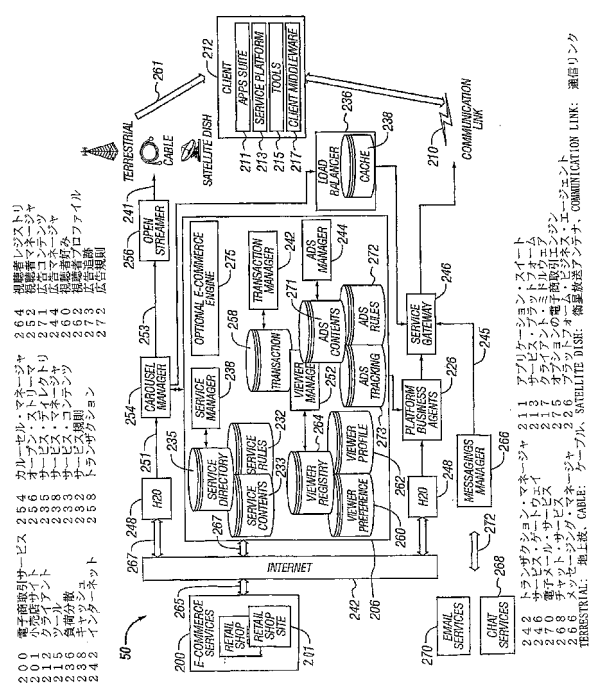 200 電子商取引サービス 254 カルーセル・マネージャ 264 視聴者レジストリ
201 小売店サイト 256 オープン・ストリーマ 252 視聴者マネージャ
212 クライアント 235 サービス・ディレクトリ 271 広告コンテンツ
215 ツール 238 サービス・マネージャ 244 広告マネージャ
236 負荷分散 233 サービス・コンテンツ 260 視聴者好み
238 キャッシュ 232 サービス規則 262 視聴者プロファイル
242 インターネット 258 トランザクション 273 広告追跡
272 広告規則
50
200
E-COMMERCE
SERVICES
RETAIL
SHOP
RETAIL
SHOP
SITE
201
265
267
INTERNET
242
206
248
H2O
251
254
CAROUSEL
MANAGER
253
256
OPEN
STREAMER
241
TERRESTRIAL
CABLE
SATELLITE DISH
261
CLIENT
212
APPS SUITE
SERVICE PLATFORM
TOOLS
CLIENT MIDDLEWARE
211
213
215
217
235
SERVICE
DIRECTORY
SERVICE
MANAGER
238
OPTIONAL E-COMMERCE
ENGINE
275
SERVICE
RULES
232
SERVICE
CONTENTS
233
267
258
TRANSACTION
TRANSACTION
MANAGER
242
VIEWER
MANAGER
252
264
VIEWER
REGISTRY
271
ADS
CONTENTS
ADS
MANAGER
244
ADS
RULES
272
ADS
TRACKING
273
VIEWER
PROFILE
262
VIEWER
PREFERENCE
260
LOAD
BALANCER
236
CACHE
238
210
COMMUNICATION
LINK
H2O
248
PLATFORM
BUSINESS
AGENTS
226
SERVICE
GATEWAY
246
245
MESSAGINGS
MANAGER
266
272
270
EMAIL
SERVICES
CHAT
SERVICES
268
242 トランザクション・マネージャ 211 アプリケーション・スイート
246 サービス・ゲートウェイ 213 サービス・プラットフォーム
270 電子メール・サービス 217 クライアント・ミドルウェア
268 チャット・サービス 275 オプションの電子商取引エンジン
266 メッセージング・マネージャ 226 プラットフォーム・ビジネス・エージェント
TERRESTRIAL: 地上波、CABLE: ケーブル、SATELLITE DISH: 衛星放送アンテナ、COMMUNICATION LINK: 通信リンク